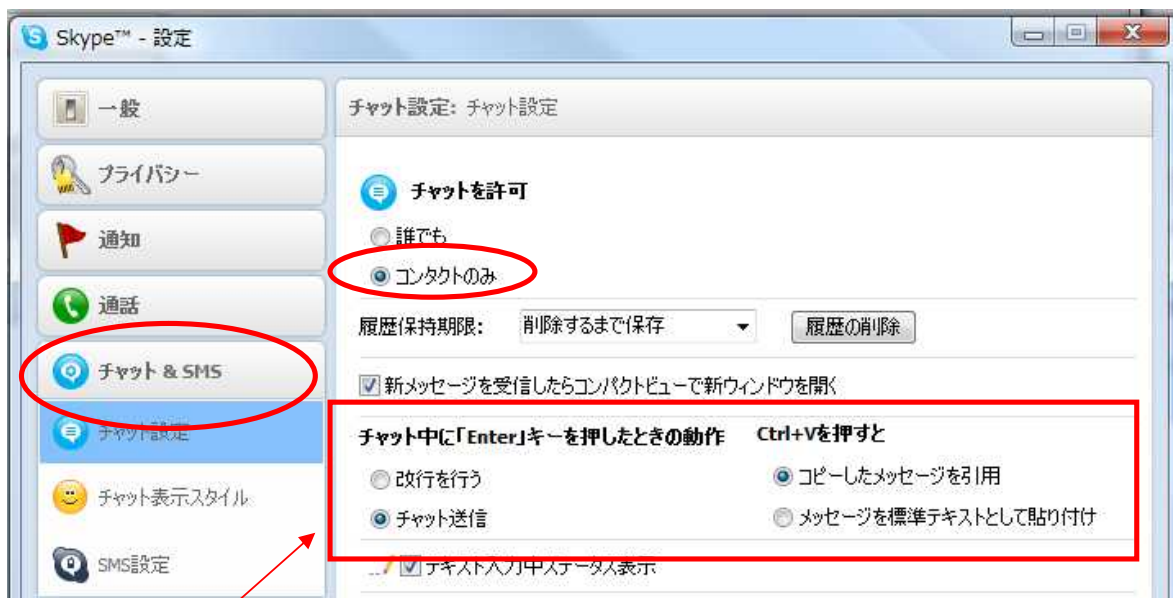 Skype™ - 設定
一般
プライバシー
通知
通話
チャット & SMS
チャット設定
チャット表示スタイル
SMS設定
チャット設定: チャット設定
チャットを許可
誰でも
コンタクトのみ
履歴保持期限: 削除するまで保存 履歴の削除
新メッセージを受信したらコンパクトビューで新ウィンドウを開く
チャット中に「Enter」キーを押したときの動作
改行を行う
チャット送信
Ctrl+Vを押すと
コピーしたメッセージを引用
メッセージを標準テキストとして貼り付け
テキスト入力中ステータス表示